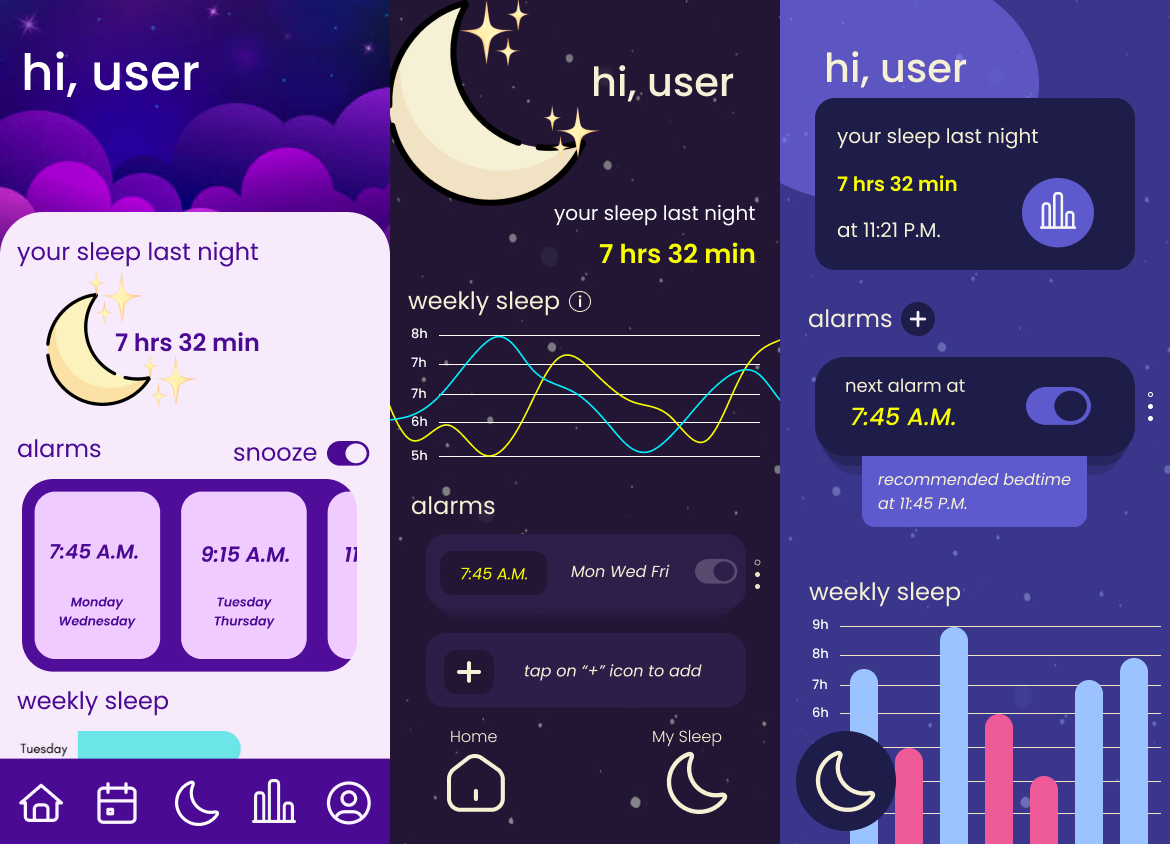 hi, user
your sleep last night
7 hrs 32 min
alarms
snooze
7:45 A.M.
Monday
Wednesday
9:15 A.M.
Tuesday
Thursday
11
weekly sleep
Tuesday
hi, user
your sleep last night
7 hrs 32 min
weekly sleep i
8h
7h
7h
6h
5h
alarms
7:45 A.M.
Mon Wed Fri
tap on “+” icon to add
Home
My Sleep
hi, user
your sleep last night
7 hrs 32 min
at 11:21 P.M.
alarms +
next alarm at
7:45 A.M.
recommended bedtime
at 11:45 P.M.
weekly sleep
9h
8h
7h
6h